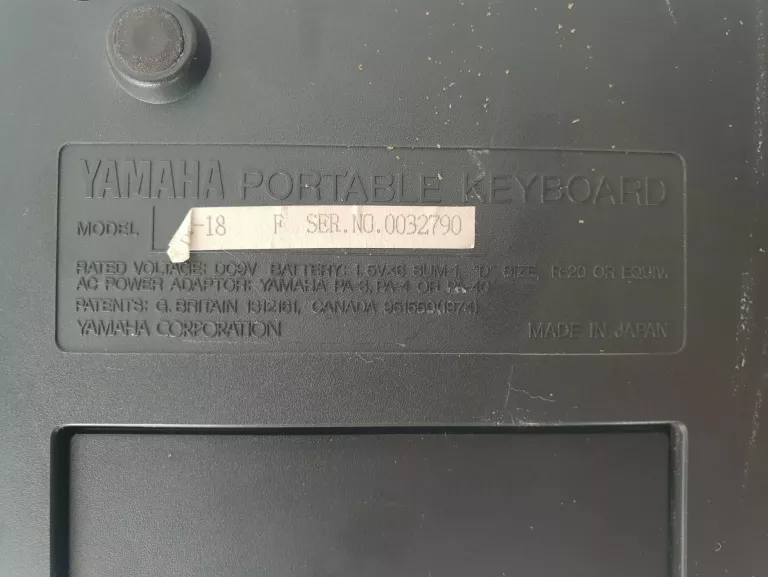 YAMAHA PORTABLE KEYBOARD
MODEL -18 F SER.NO.0032790
RATED VOLTAGE: DC9V BATTERY: 1.5V×6 SUM-1, "D" SIZE, R-20 OR EQUIV.
AC POWER ADAPTOR: YAMAHA PA-3, PA-4 OR PA-40
PATENTS: G. BRITAIN 1312161, CANADA 951559(1974)
YAMAHA CORPORATION MADE IN JAPAN